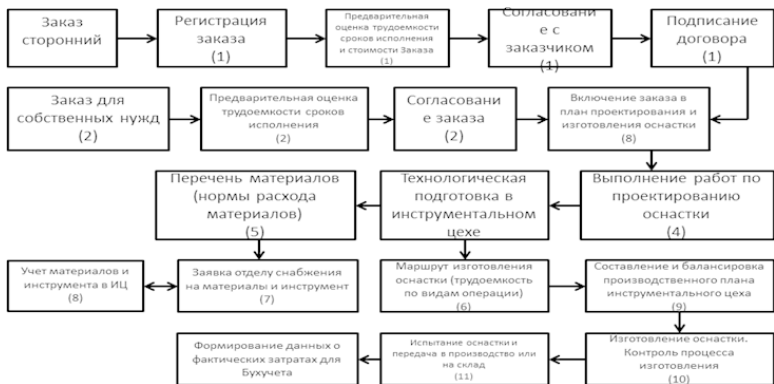 Заказ
сторонний
Регистрация
заказа
(1)
Предварительная
оценка трудоемкости
сроков исполнения
и стоимости Заказа
(1)
Согласовани
е с
заказчиком
(1)
Подписание
договора
(1)
Заказ для
собственных нужд
(2)
Предварительная оценка
трудоемкости сроков
исполнения
(2)
Согласовани
е заказа
(2)
Включение заказа в
план проектирования и
изготовления оснастки
(8)
Перечень материалов
(нормы расхода
материалов)
(5)
Технологическая
подготовка в
инструментальном
цехе
Выполнение работ по
проектированию
оснастки
(4)
Учет материалов и
инструмента в ИЦ
(8)
Заявка отделу снабжения
на материалы и инструмент
(7)
Маршрут изготовления
оснастки (трудоемкость
по видам операции)
(6)
Составление и балансировка
производственного плана
инструментального цеха
(9)
Формирование данных о
фактических затратах для
Бухучета
Испытание оснастки и
передача в производство или
на склад
(11)
Изготовление оснастки.
Контроль процесса
изготовления
(10)